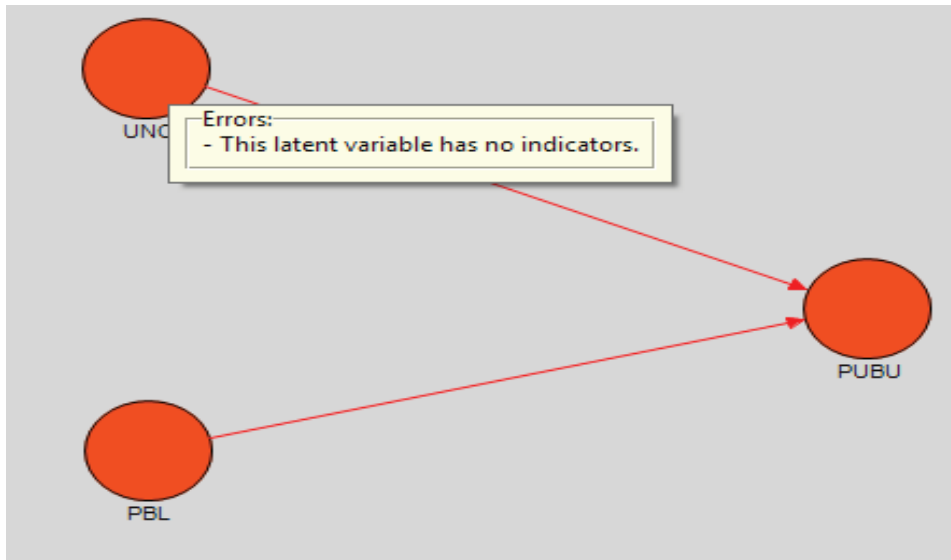 UNC
Errors:
- This latent variable has no indicators.
PUBU
PBL